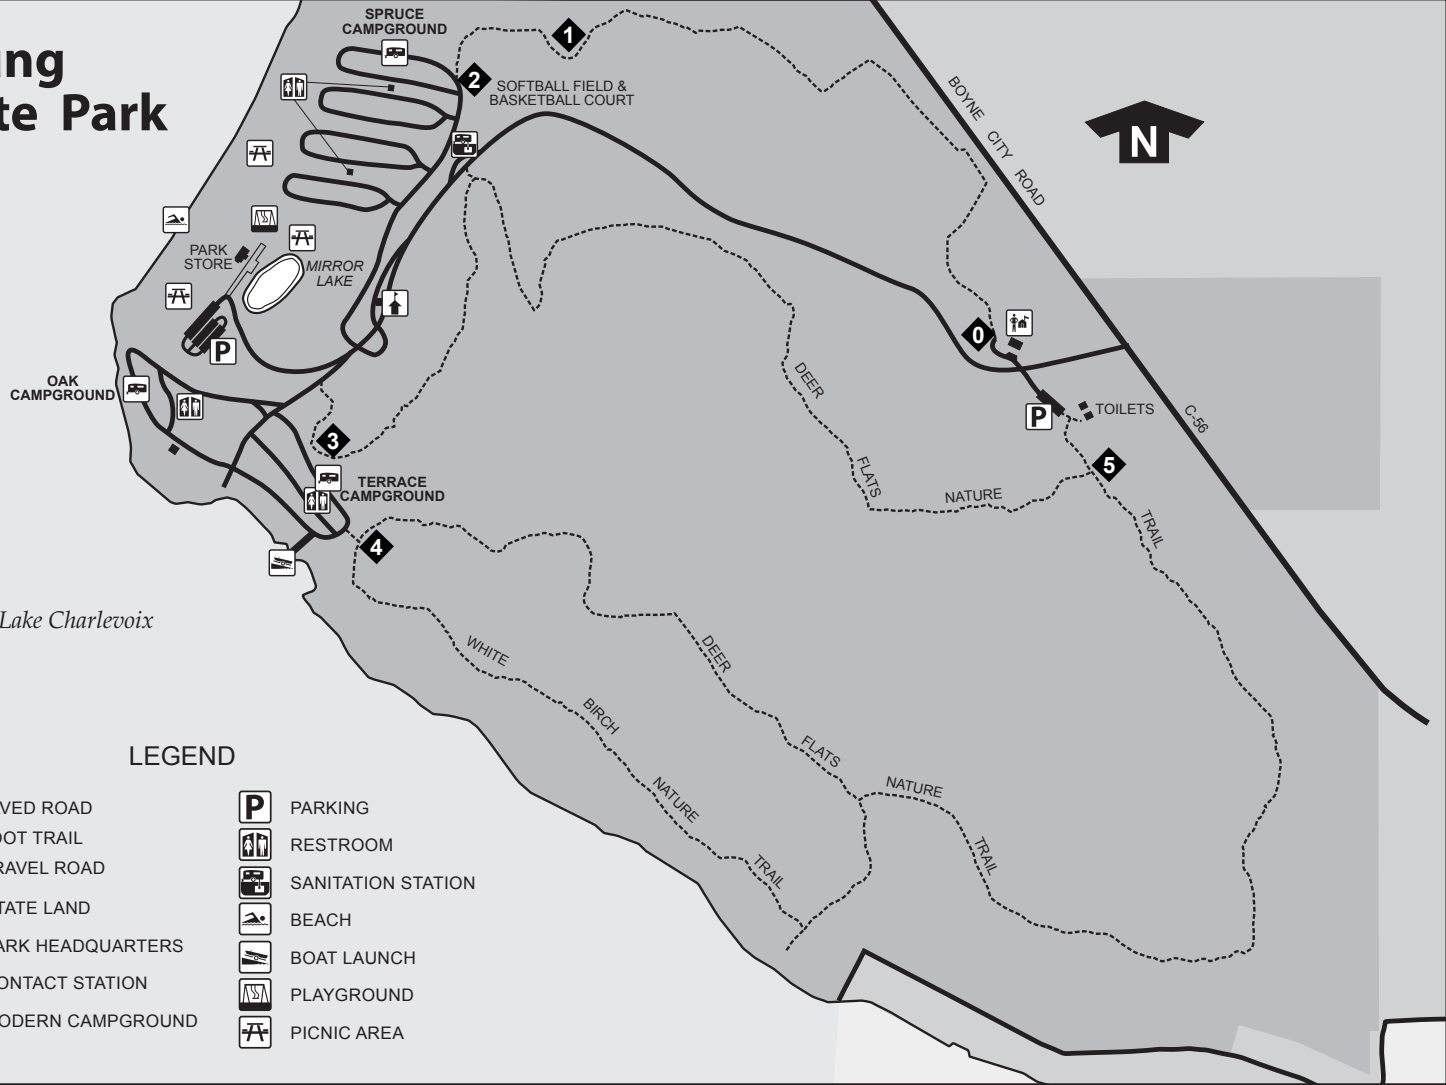 ung
te Park
SPRUCE
CAMPGROUND
1
2
SOFTBALL FIELD &
BASKETBALL COURT
BOYNE CITY ROAD
N
PARK
STORE
MIRROR
LAKE
P
0
OAK
CAMPGROUND
DEER
FLATS
NATURE
TRAIL
P
TOILETS
C-56
3
5
TERRACE
CAMPGROUND
4
Lake Charlevoix
WHITE
BIRCH
NATURE
TRAIL
DEER
FLATS
NATURE
TRAIL
LEGEND
VED ROAD
OOT TRAIL
RAVEL ROAD
TATE LAND
ARK HEADQUARTERS
ONTACT STATION
ODERN CAMPGROUND
P PARKING
RESTROOM
SANITATION STATION
BEACH
BOAT LAUNCH
PLAYGROUND
PICNIC AREA